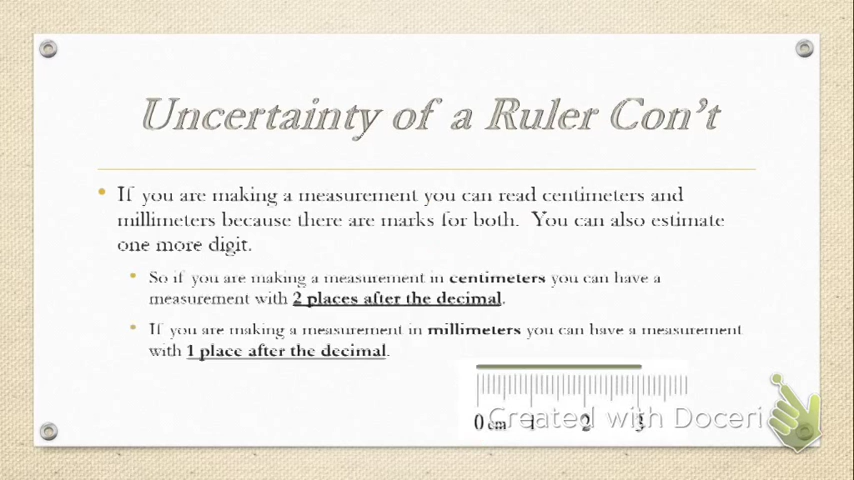 Uncertainty of a Ruler Con't
If you are making a measurement you can read centimeters and
millimeters because there are marks for both. You can also estimate
one more digit.
So if you are making a measurement in centimeters you can have a
measurement with 2 places after the decimal.
If you are making a measurement in millimeters you can have a measurement
with 1 place after the decimal.
0 cm 1 2 3
Created with Doceri